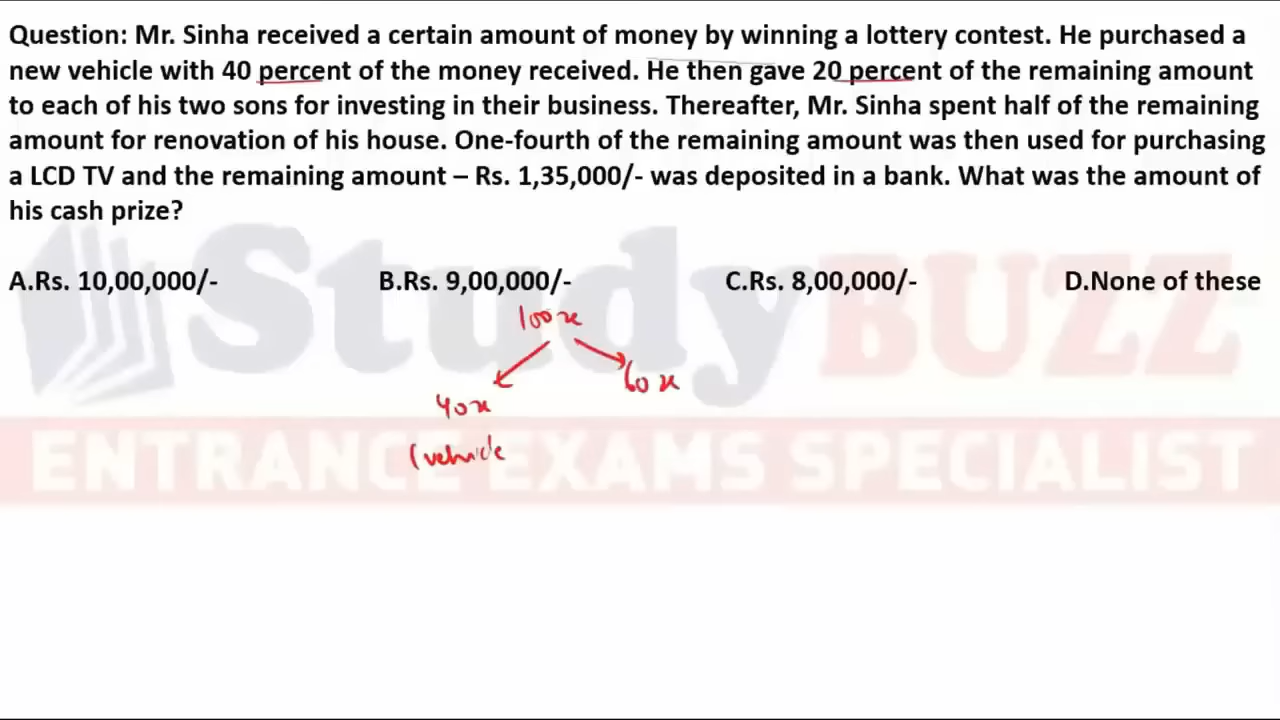 Question: Mr. Sinha received a certain amount of money by winning a lottery contest. He purchased a
new vehicle with 40 percent of the money received. He then gave 20 percent of the remaining amount
to each of his two sons for investing in their business. Thereafter, Mr. Sinha spent half of the remaining
amount for renovation of his house. One-fourth of the remaining amount was then used for purchasing
a LCD TV and the remaining amount – Rs. 1,35,000/- was deposited in a bank. What was the amount of
his cash prize?
A.Rs. 10,00,000/- B.Rs. 9,00,000/- C.Rs. 8,00,000/- D.None of these
100x
60x
40x
(vehicle
StudyBUZZ
ENTRANCE EXAMS SPECIALIST